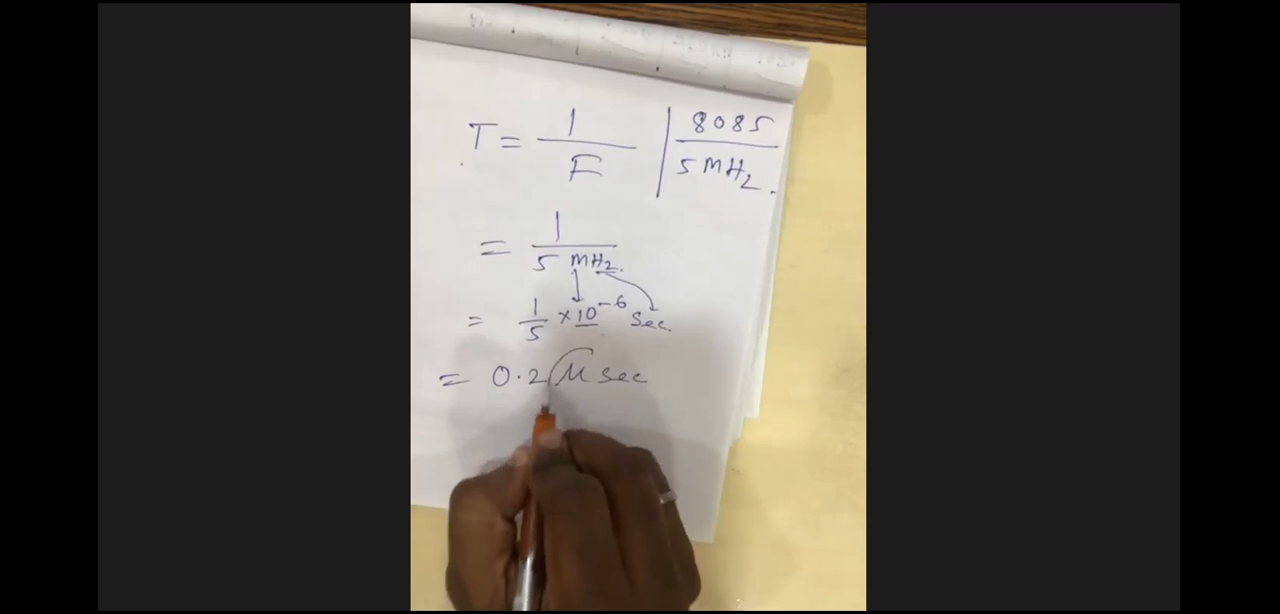 T = 1/F | 8085/5 MHz.
= 1/5 MHz.
= 1/5 × 10⁻⁶ Sec.
= 0.2 μ sec